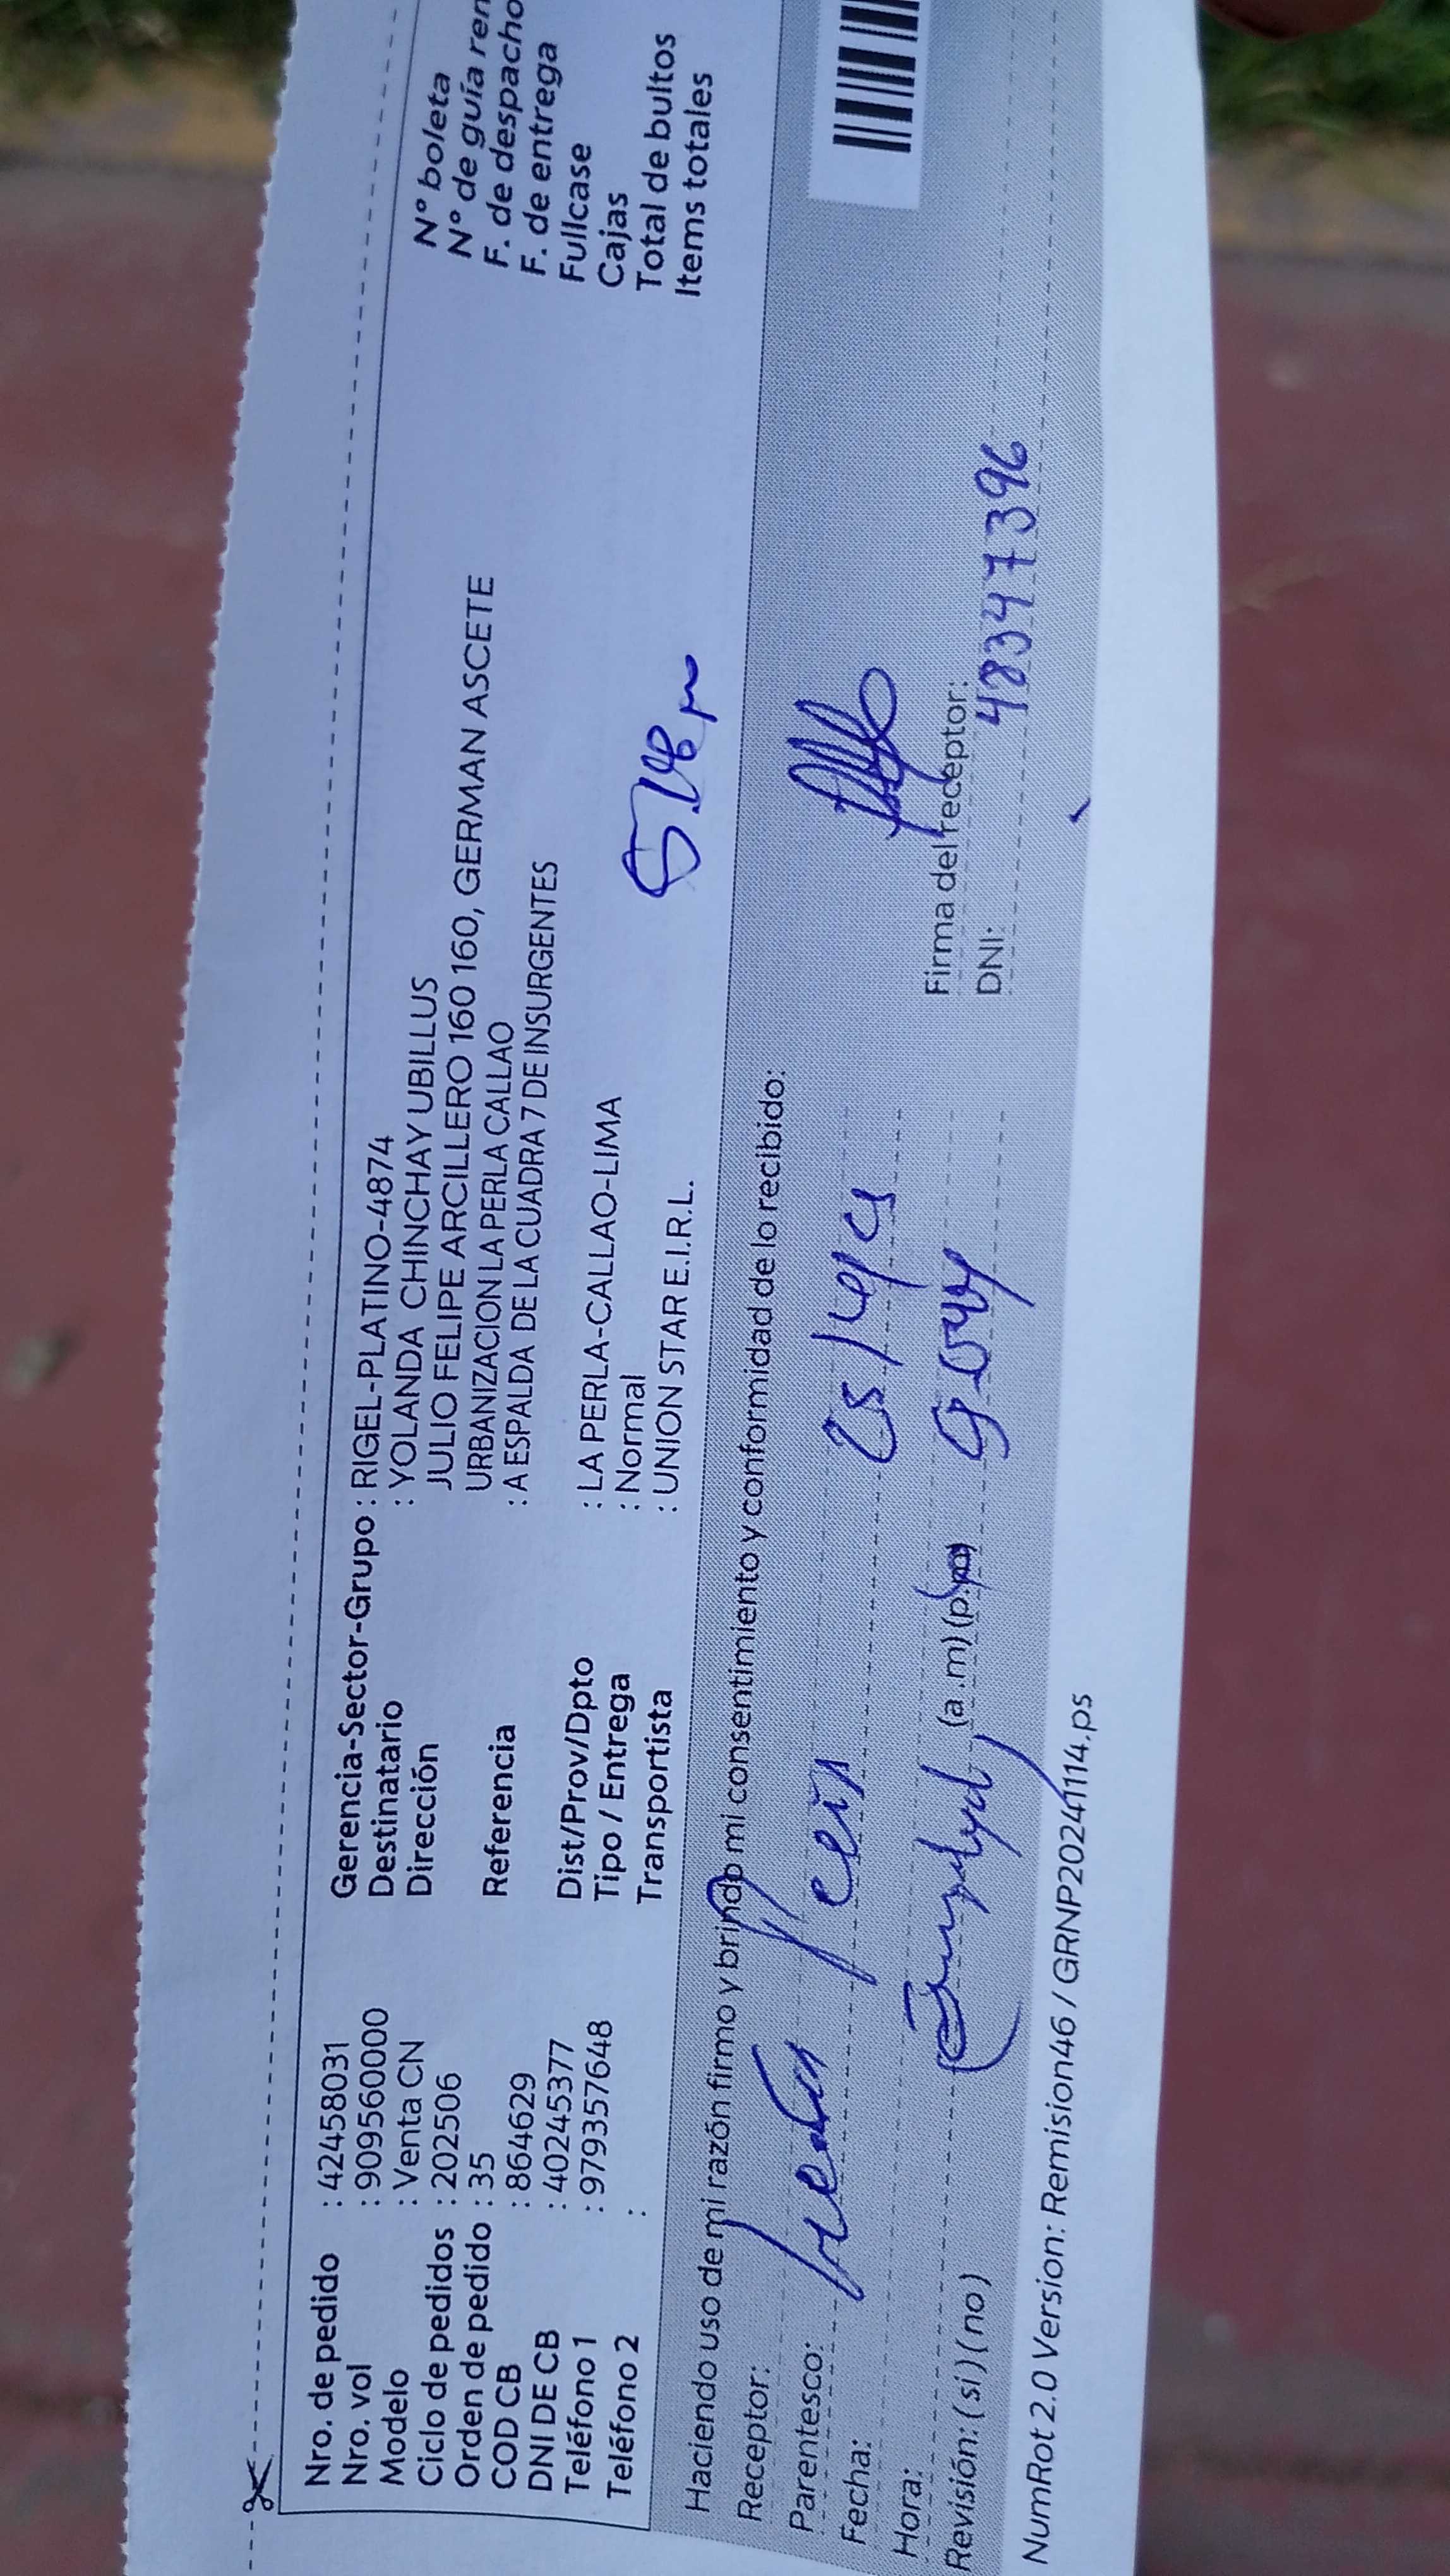 Nro. de pedido : 42458031
Nro. vol : 909560000
Modelo : Venta CN
Ciclo de pedidos : 202506
Orden de pedido : 35
COD CB : 864629
DNI DE CB : 40245377
Teléfono 1 : 979357648
Teléfono 2 :
Gerencia-Sector-Grupo : RIGEL-PLATINO-4874
Destinatario : YOLANDA CHINCHAY UBILLUS
Dirección JULIO FELIPE ARCILLERO 160 160, GERMAN ASCETE
URBANIZACION LA PERLA CALLAO
Referencia : A ESPALDA DE LA CUADRA 7 DE INSURGENTES
Dist/Prov/Dpto : LA PERLA-CALLAO-LIMA
Tipo / Entrega : Normal
Transportista : UNION STAR E.I.R.L.
N° boleta
N° de guía
F. de despacho
F. de entrega
Fullcase
Cajas
Total de bultos
Items totales
Haciendo uso de mi razón firmo y brindo mi consentimiento y conformidad de lo recibido:
Receptor:
Parentesco:
Fecha:
Hora: (a.m) (p.m)
Revisión: (si) (no)
Firma del receptor:
DNI: 48347396
NumRot 2.0 Version: Remision46 / GRNP20241114.ps